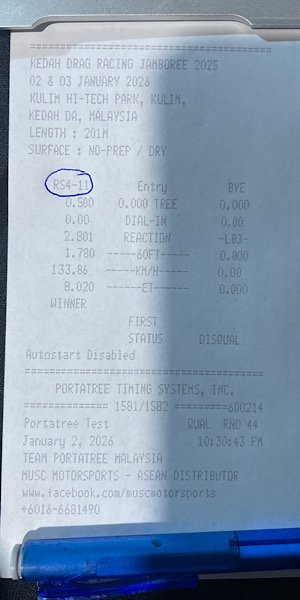 KEDAH DRAG RACING JAMBOREE 2025
02 & 03 JANUARY 2026
KULIM HI-TECH PARK, KULIM,
KEDAH DA, MALAYSIA
LENGTH : 201M
SURFACE : NO-PREP / DRY
RS4-11 Entry BYE
0.500 0.000 TREE 0.000
0.00 DIAL-IN 0.00
2.801 REACTION -LB3-
1.780 ------60FT----- 0.000
133.86 ------KM/H----- 0.00
8.020 ------ET------- 0.000
WINNER
FIRST
STATUS DISQUAL
Autostart Disabled
PORTATREE TIMING SYSTEMS, INC.
============= 1581/1582 =========600214
Portatree Test QUAL RND 44
January 2, 2026 10:30:43 PM
TEAM PORTATREE MALAYSIA
MUSC MOTORSPORTS - ASEAN DISTRIBUTOR
www.facebook.com/muscmotorsports
+6016-6681490